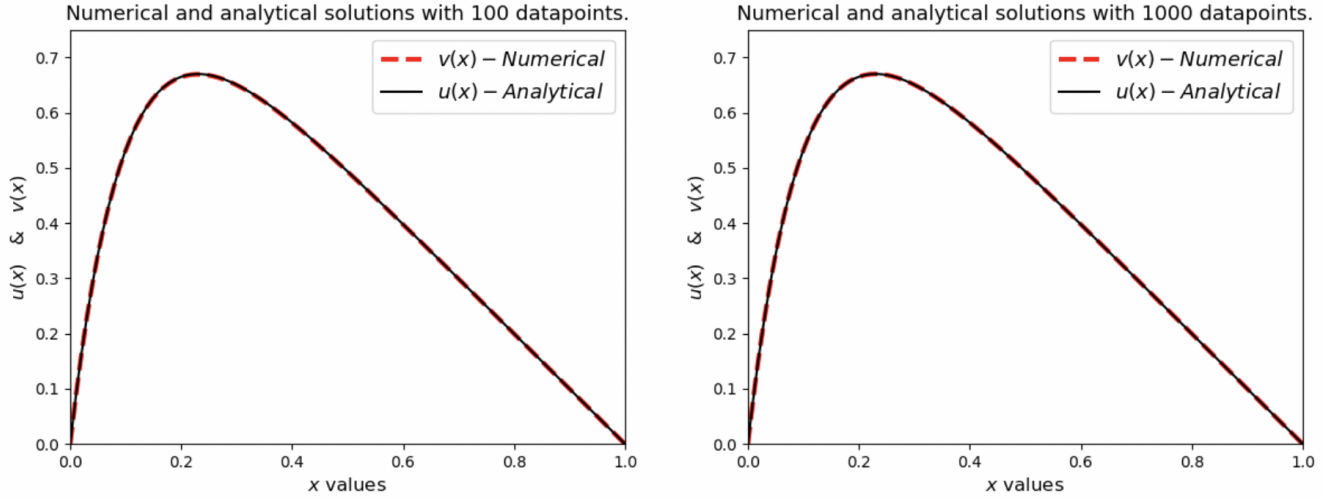 Numerical and analytical solutions with 100 datapoints.
v(x) − Numerical
u(x) − Analytical
0.7
0.6
0.5
0.4
0.3
0.2
0.1
0.0
u(x) & v(x)
0.0 0.2 0.4 0.6 0.8 1.0
x values
Numerical and analytical solutions with 1000 datapoints.
v(x) − Numerical
u(x) − Analytical
0.7
0.6
0.5
0.4
0.3
0.2
0.1
0.0
u(x) & v(x)
0.0 0.2 0.4 0.6 0.8 1.0
x values